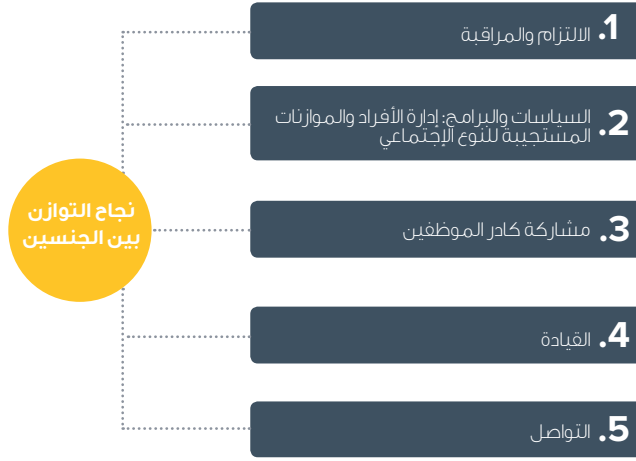 1. الالتزام والمراقبة
2. السياسات والبرامج: إدارة الأفراد والموازنات
المستجيبة للنوع الإجتماعي
3. مشاركة كادر الموظفين
4. القيادة
5. التواصل
نجاح التوازن
بين الجنسين